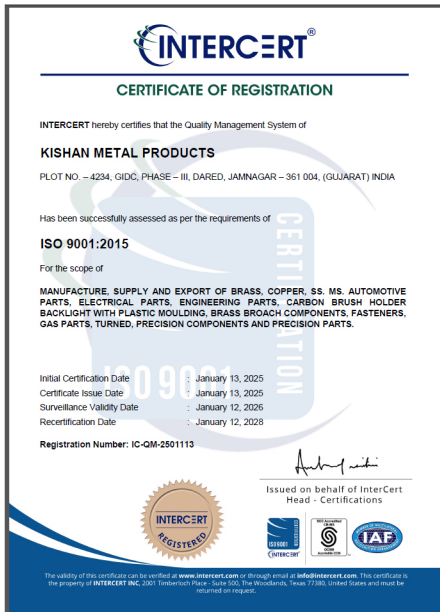 INTERCERT®
CERTIFICATE OF REGISTRATION
INTERCERT hereby certifies that the Quality Management System of
KISHAN METAL PRODUCTS
PLOT NO. – 4234, GIDC, PHASE – III, DARED, JAMNAGAR – 361 004, (GUJARAT) INDIA
Has been successfully assessed as per the requirements of
ISO 9001:2015
For the scope of
MANUFACTURE, SUPPLY AND EXPORT OF BRASS, COPPER, SS, MS. AUTOMOTIVE
PARTS, ELECTRICAL PARTS, ENGINEERING PARTS, CARBON BRUSH HOLDER
BACKLIGHT WITH PLASTIC MOULDING, BRASS BROACH COMPONENTS, FASTENERS,
GAS PARTS, TURNED, PRECISION COMPONENTS AND PRECISION PARTS.
CERTIFICATION
ISO 9001
Initial Certification Date : January 13, 2025
Certificate Issue Date : January 13, 2025
Surveillance Validity Date : January 12, 2026
Recertification Date : January 12, 2028
Registration Number: IC-QM-2501113
Issued on behalf of InterCert
Head - Certifications
INTERCERT
REGISTERED
ISO 9001
INTERCERT
IAF
The validity of this certificate can be verified at www.intercert.com or through email at info@intercert.com. This certificate is
the property of INTERCERT INC, 2001 Timberloch Place - Suite 500, The Woodlands, Texas 77380, United States and must be
returned on request.